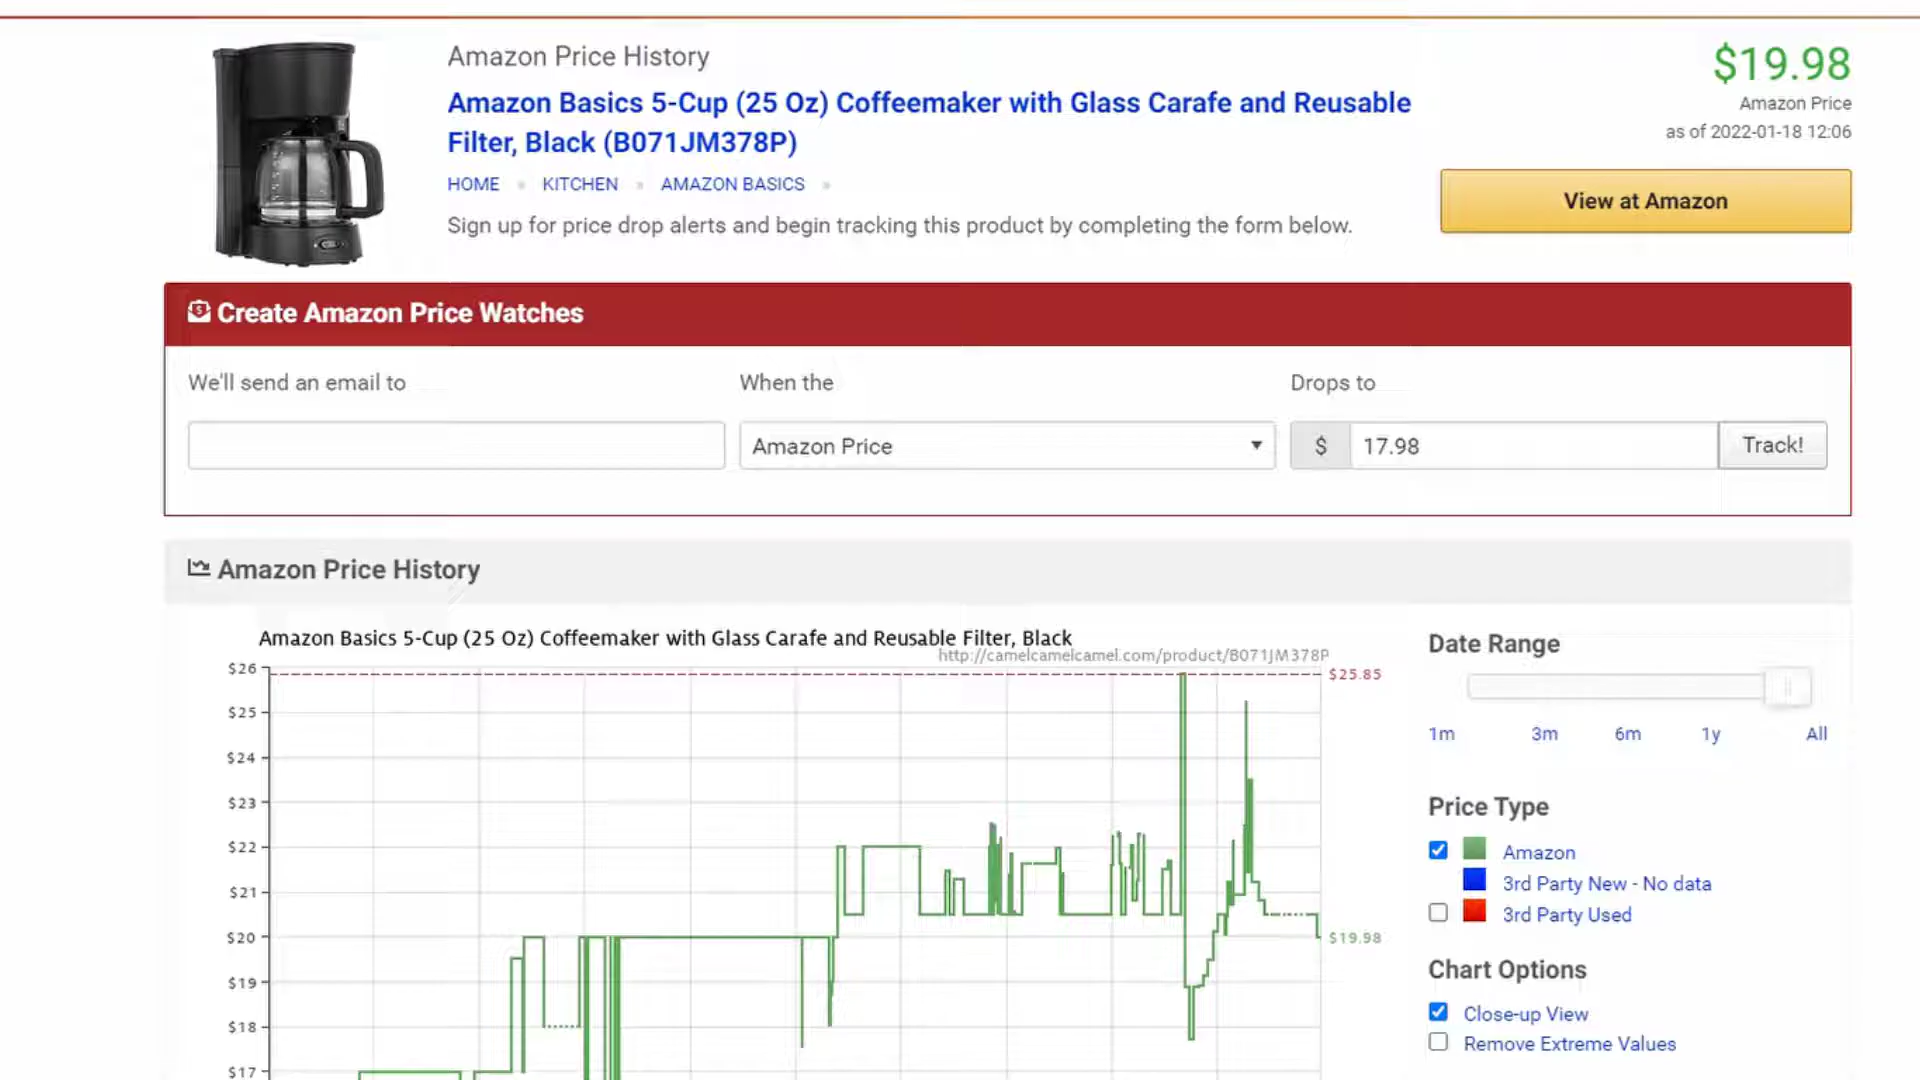 Amazon Price History
Amazon Basics 5-Cup (25 Oz) Coffeemaker with Glass Carafe and Reusable
Filter, Black (B071JM378P)
HOME » KITCHEN » AMAZON BASICS »
Sign up for price drop alerts and begin tracking this product by completing the form below.
$19.98
Amazon Price
as of 2022-01-18 12:06
View at Amazon
Create Amazon Price Watches
We'll send an email to
When the
Drops to
Amazon Price
$ 17.98
Track!
Amazon Price History
Amazon Basics 5-Cup (25 Oz) Coffeemaker with Glass Carafe and Reusable Filter, Black
http://camelcamelcamel.com/product/B071JM378P
$26
$25
$24
$23
$22
$21
$20
$19
$18
$17
$25.85
$19.98
Date Range
1m 3m 6m 1y All
Price Type
Amazon
3rd Party New - No data
3rd Party Used
Chart Options
Close-up View
Remove Extreme Values